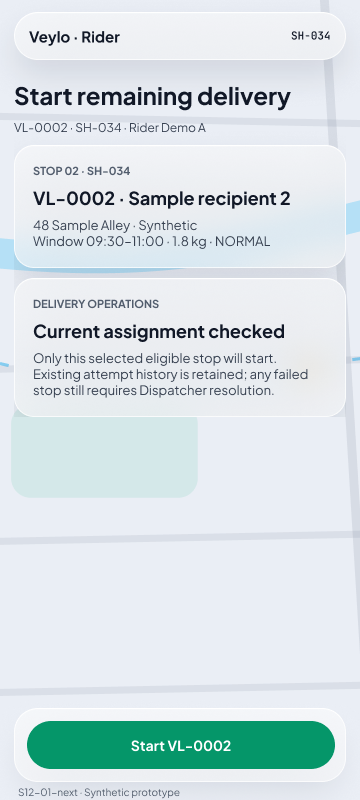 Veylo · Rider
SH-034
Start remaining delivery
VL-0002 · SH-034 · Rider Demo A
STOP 02 · SH-034
VL-0002 · Sample recipient 2
48 Sample Alley · Synthetic
Window 09:30–11:00 · 1.8 kg · NORMAL
DELIVERY OPERATIONS
Current assignment checked
Only this selected eligible stop will start.
Existing attempt history is retained; any failed
stop still requires Dispatcher resolution.
Start VL-0002
S12-01-next · Synthetic prototype